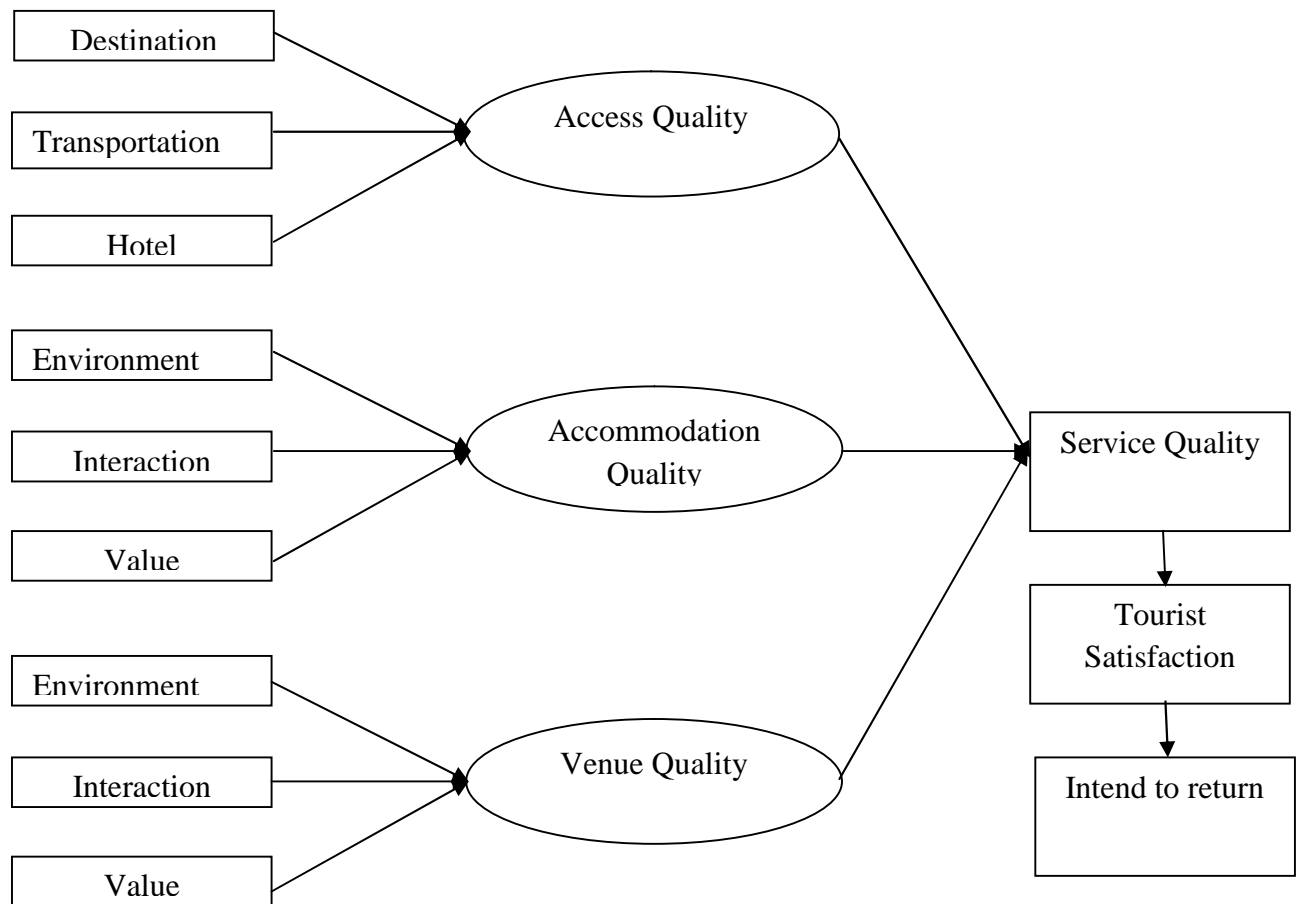 Destination
Transportation
Hotel
Access Quality
Environment
Interaction
Value
Accommodation
Quality
Environment
Interaction
Value
Venue Quality
Service Quality
Tourist
Satisfaction
Intend to return